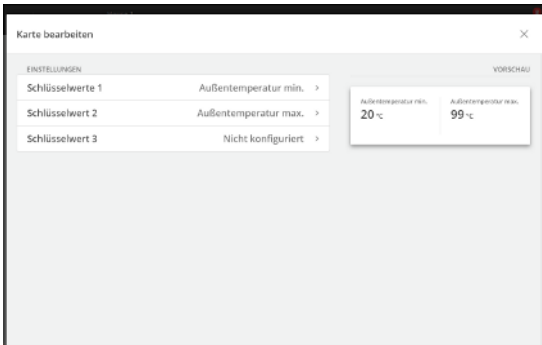 Karte bearbeiten
EINSTELLUNGEN
VORSCHAU
Schlüsselwerte 1 Außentemperatur min.
Schlüsselwert 2 Außentemperatur max.
Schlüsselwert 3 Nicht konfiguriert
Außentemperatur min. Außentemperatur max.
20 °C 99 °C